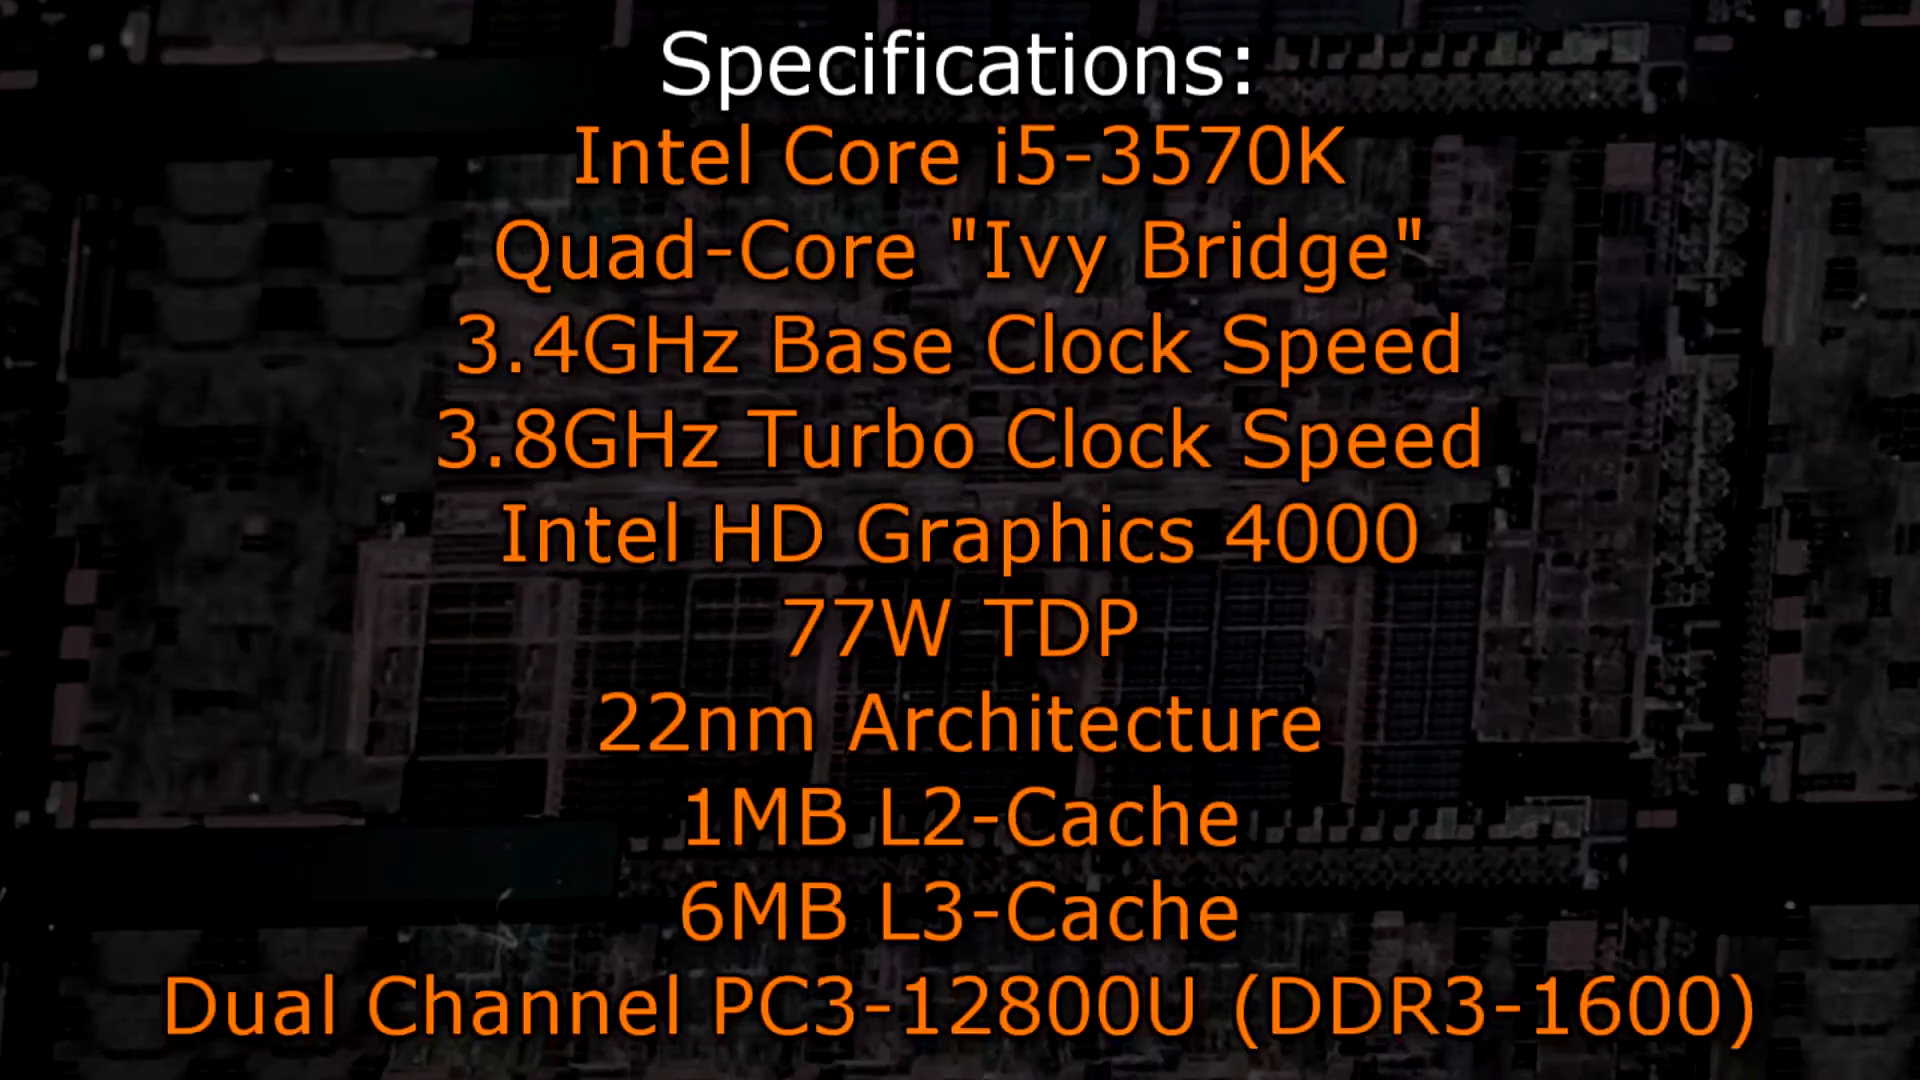 Specifications:
Intel Core i5-3570K
Quad-Core "Ivy Bridge"
3.4GHz Base Clock Speed
3.8GHz Turbo Clock Speed
Intel HD Graphics 4000
77W TDP
22nm Architecture
1MB L2-Cache
6MB L3-Cache
Dual Channel PC3-12800U (DDR3-1600)